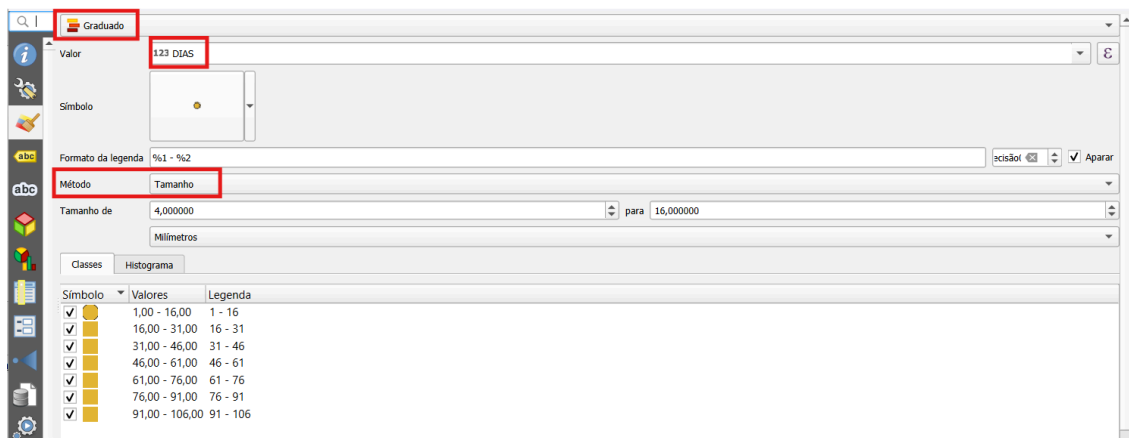 Graduado
Valor 123 DIAS ε
Símbolo
Formato da legenda %1 - %2 Aparar
Método Tamanho
Tamanho de 4,000000 para 16,000000
Milímetros
Classes Histograma
Símbolo Valores Legenda
1,00 - 16,00 1 - 16
16,00 - 31,00 16 - 31
31,00 - 46,00 31 - 46
46,00 - 61,00 46 - 61
61,00 - 76,00 61 - 76
76,00 - 91,00 76 - 91
91,00 - 106,00 91 - 106
abc
abc